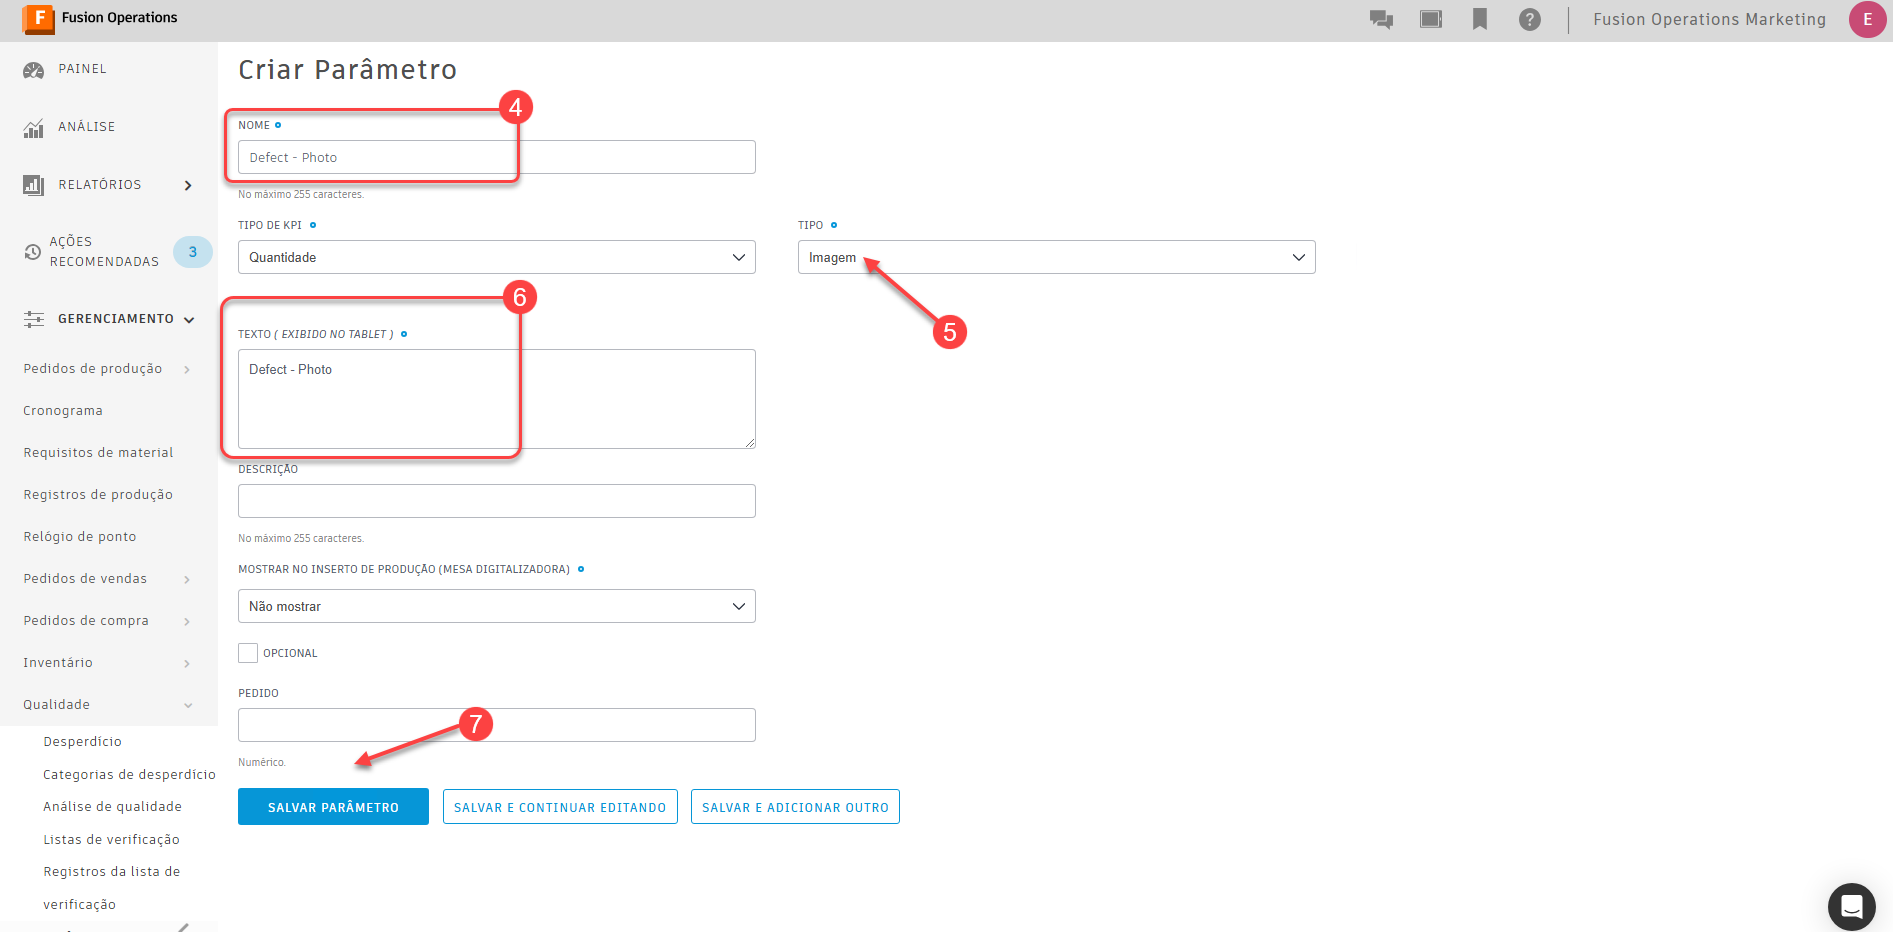 F Fusion Operations
? Fusion Operations Marketing E
PAINEL
ANÁLISE
RELATÓRIOS
AÇÕES
RECOMENDADAS
3
GERENCIAMENTO
Pedidos de produção
Cronograma
Requisitos de material
Registros de produção
Relógio de ponto
Pedidos de vendas
Pedidos de compra
Inventário
Qualidade
Desperdício
Categorias de desperdício
Análise de qualidade
Listas de verificação
Registros da lista de
verificação
Criar Parâmetro
4
NOME
Defect - Photo
No máximo 255 caracteres.
TIPO DE KPI
Quantidade
TIPO
Imagem
5
6
TEXTO ( EXIBIDO NO TABLET )
Defect - Photo
DESCRIÇÃO
No máximo 255 caracteres.
MOSTRAR NO INSERTO DE PRODUÇÃO (MESA DIGITALIZADORA)
Não mostrar
OPCIONAL
PEDIDO
7
Numérico.
SALVAR PARÂMETRO
SALVAR E CONTINUAR EDITANDO
SALVAR E ADICIONAR OUTRO